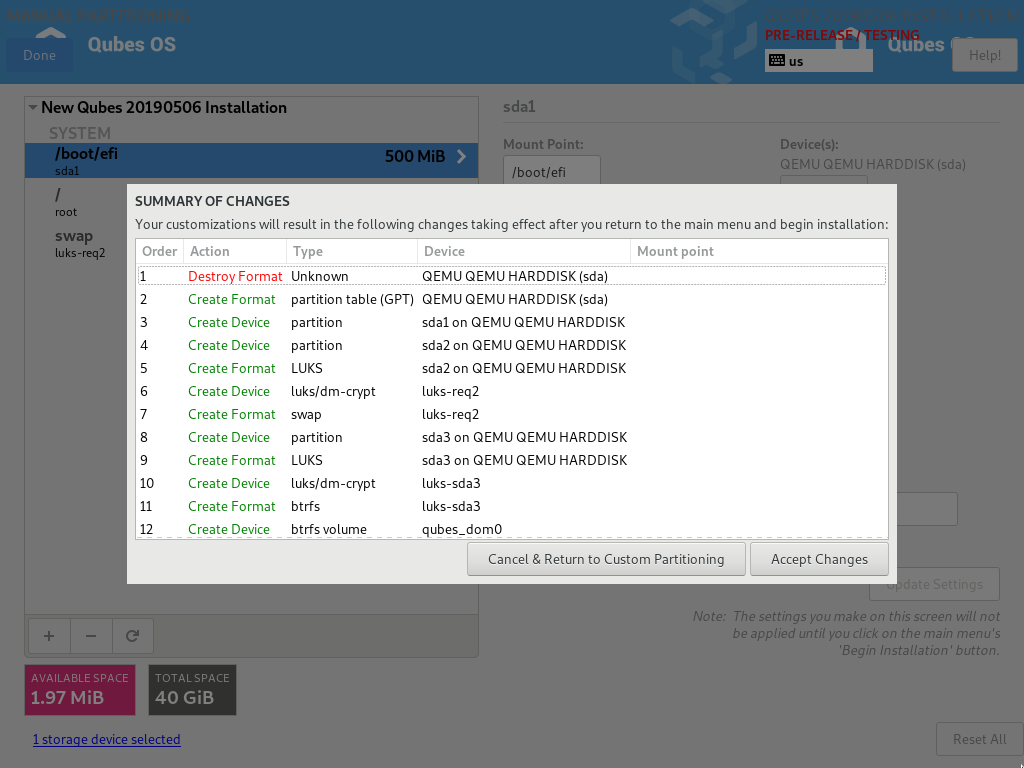 MANUAL PARTITIONING
Qubes OS
Done
QUBES OS INSTALLATION
PRE-RELEASE / TESTING
us
Qubes OS
Help!
New Qubes 20190506 Installation
SYSTEM
/boot/efi
500 MiB
sda1
/
root
swap
luks-req2
sda1
Mount Point:
/boot/efi
Device(s):
QEMU QEMU HARDDISK (sda)
SUMMARY OF CHANGES
Your customizations will result in the following changes taking effect after you return to the main menu and begin installation:
Order Action Type Device Mount point
1 Destroy Format Unknown QEMU QEMU HARDDISK (sda)
2 Create Format partition table (GPT) QEMU QEMU HARDDISK (sda)
3 Create Device partition sda1 on QEMU QEMU HARDDISK
4 Create Device partition sda2 on QEMU QEMU HARDDISK
5 Create Format LUKS sda2 on QEMU QEMU HARDDISK
6 Create Device luks/dm-crypt luks-req2
7 Create Format swap luks-req2
8 Create Device partition sda3 on QEMU QEMU HARDDISK
9 Create Format LUKS sda3 on QEMU QEMU HARDDISK
10 Create Device luks/dm-crypt luks-sda3
11 Create Format btrfs luks-sda3
12 Create Device btrfs volume qubes_dom0
Cancel & Return to Custom Partitioning
Accept Changes
Update Settings
Note: The settings you make on this screen will not
be applied until you click on the main menu's
'Begin Installation' button.
AVAILABLE SPACE
1.97 MiB
TOTAL SPACE
40 GiB
1 storage device selected
Reset All